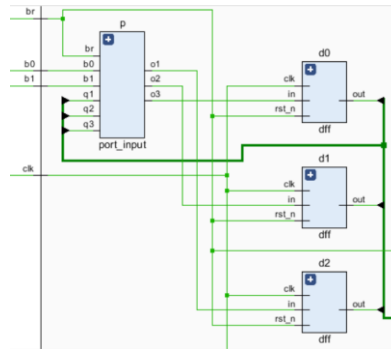 br
p
br
b0 b0 o1
b1 b1 o2
q1 o3
q2
q3
port_input
clk
d0
clk
in out
rst_n
dff
d1
clk
in out
rst_n
dff
d2
clk
in out
rst_n
dff